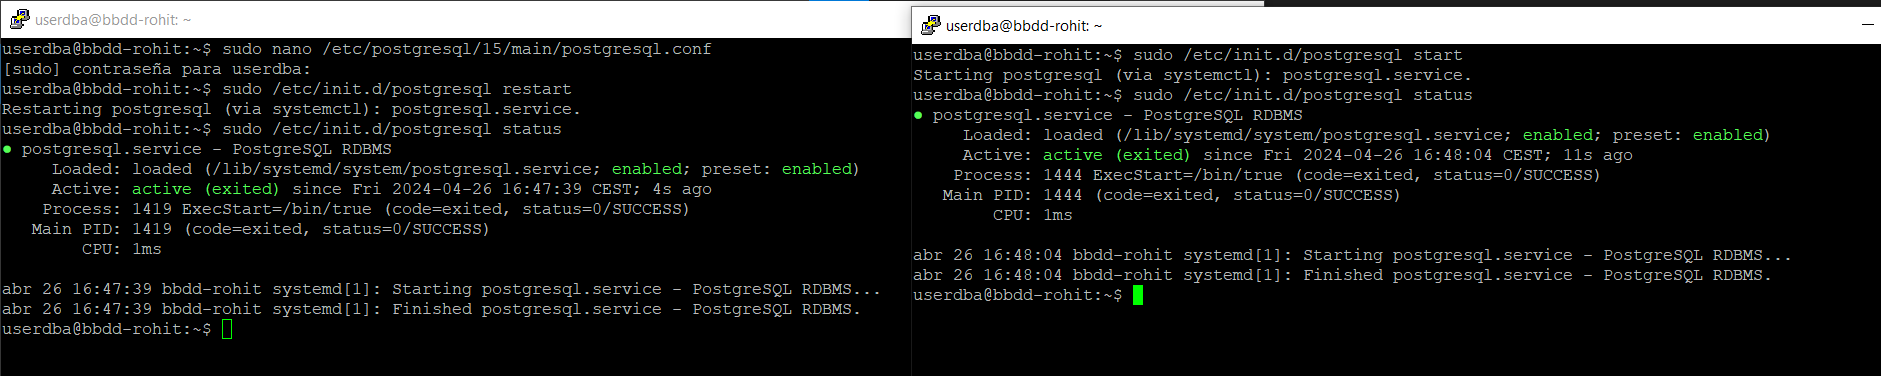 userdba@bbdd-rohit: ~
userdba@bbdd-rohit:~$ sudo nano /etc/postgresql/15/main/postgresql.conf
[sudo] contraseña para userdba:
userdba@bbdd-rohit:~$ sudo /etc/init.d/postgresql restart
Restarting postgresql (via systemctl): postgresql.service.
userdba@bbdd-rohit:~$ sudo /etc/init.d/postgresql status
● postgresql.service - PostgreSQL RDBMS
Loaded: loaded (/lib/systemd/system/postgresql.service; enabled; preset: enabled)
Active: active (exited) since Fri 2024-04-26 16:47:39 CEST; 4s ago
Process: 1419 ExecStart=/bin/true (code=exited, status=0/SUCCESS)
Main PID: 1419 (code=exited, status=0/SUCCESS)
CPU: 1ms
abr 26 16:47:39 bbdd-rohit systemd[1]: Starting postgresql.service - PostgreSQL RDBMS...
abr 26 16:47:39 bbdd-rohit systemd[1]: Finished postgresql.service - PostgreSQL RDBMS.
userdba@bbdd-rohit:~$
userdba@bbdd-rohit: ~
userdba@bbdd-rohit:~$ sudo /etc/init.d/postgresql start
Starting postgresql (via systemctl): postgresql.service.
userdba@bbdd-rohit:~$ sudo /etc/init.d/postgresql status
● postgresql.service - PostgreSQL RDBMS
Loaded: loaded (/lib/systemd/system/postgresql.service; enabled; preset: enabled)
Active: active (exited) since Fri 2024-04-26 16:48:04 CEST; 11s ago
Process: 1444 ExecStart=/bin/true (code=exited, status=0/SUCCESS)
Main PID: 1444 (code=exited, status=0/SUCCESS)
CPU: 1ms
abr 26 16:48:04 bbdd-rohit systemd[1]: Starting postgresql.service - PostgreSQL RDBMS...
abr 26 16:48:04 bbdd-rohit systemd[1]: Finished postgresql.service - PostgreSQL RDBMS.
userdba@bbdd-rohit:~$